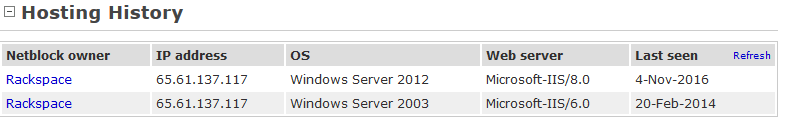 Hosting History
Netblock owner IP address OS Web server Last seen Refresh
Rackspace 65.61.137.117 Windows Server 2012 Microsoft-IIS/8.0 4-Nov-2016
Rackspace 65.61.137.117 Windows Server 2003 Microsoft-IIS/6.0 20-Feb-2014